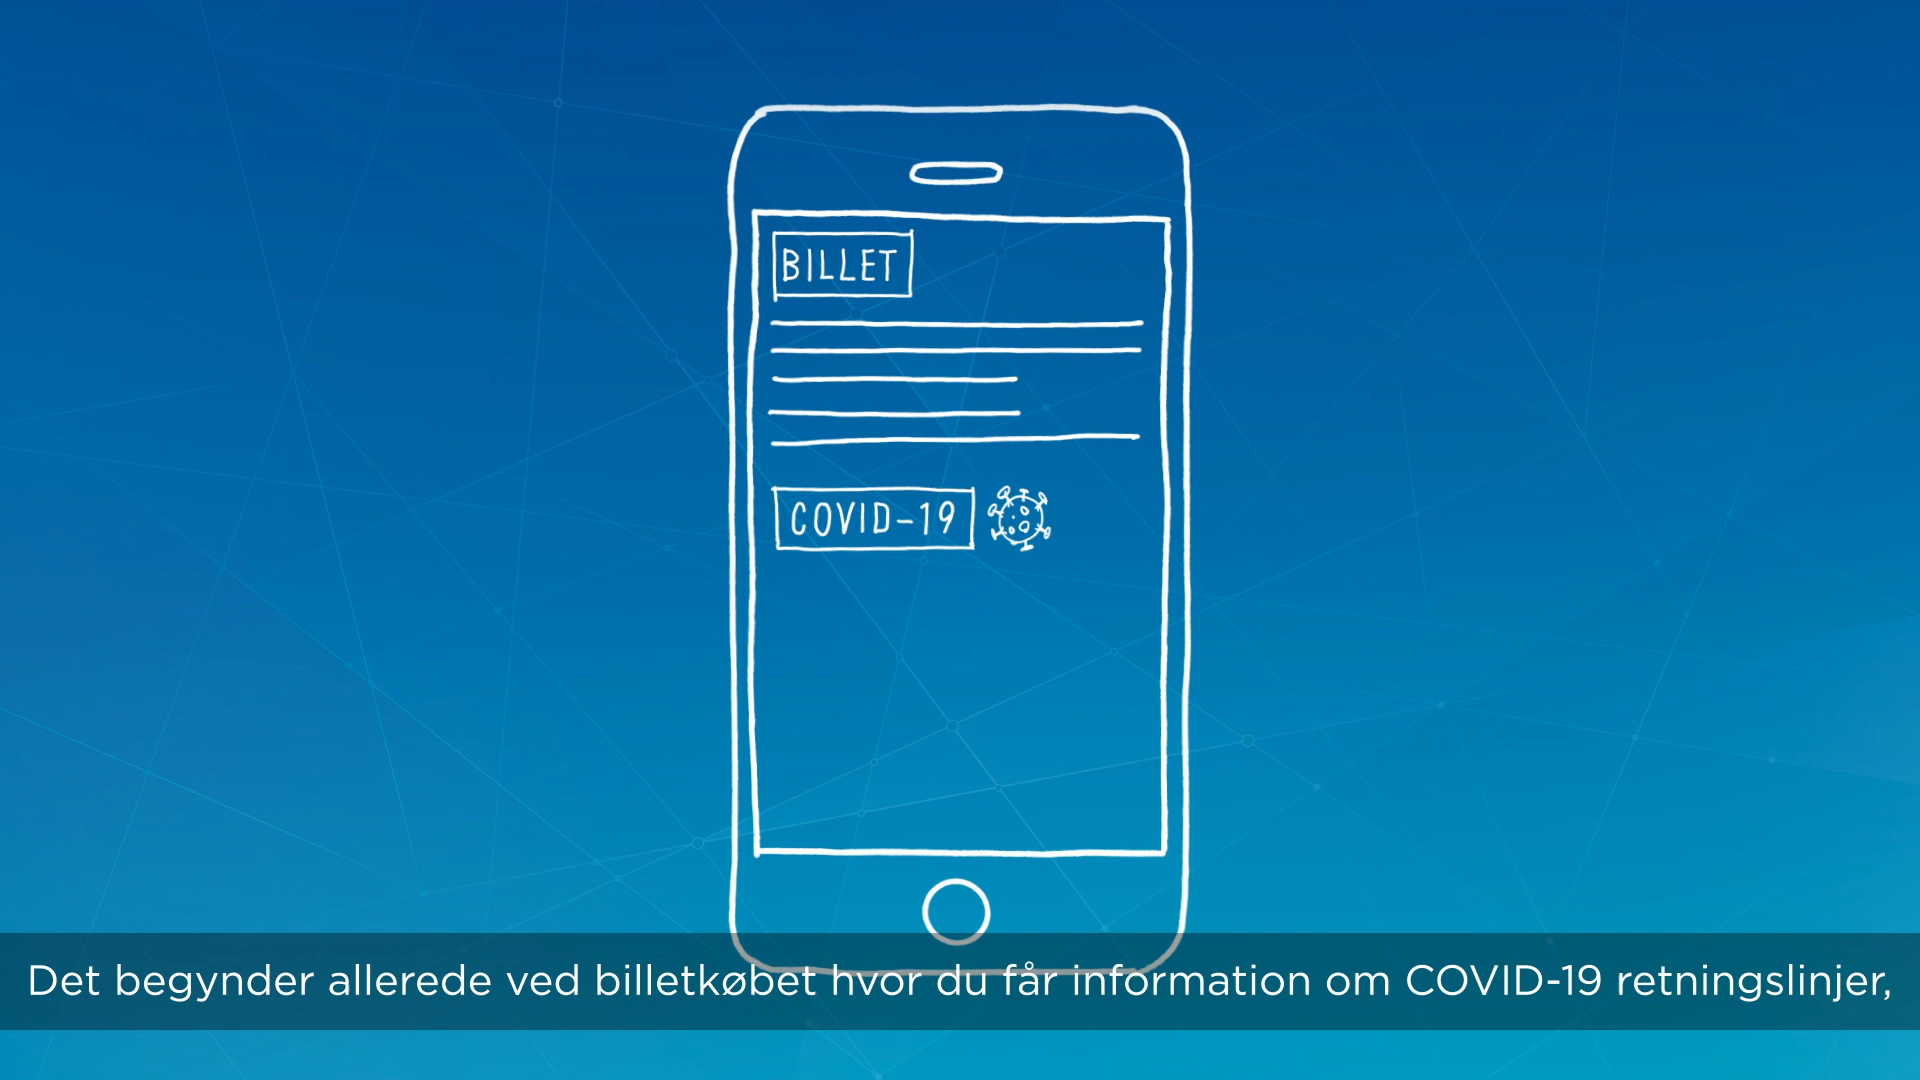 BILLET
COVID-19
Det begynder allerede ved billetkøbet hvor du får information om COVID-19 retningslinjer,